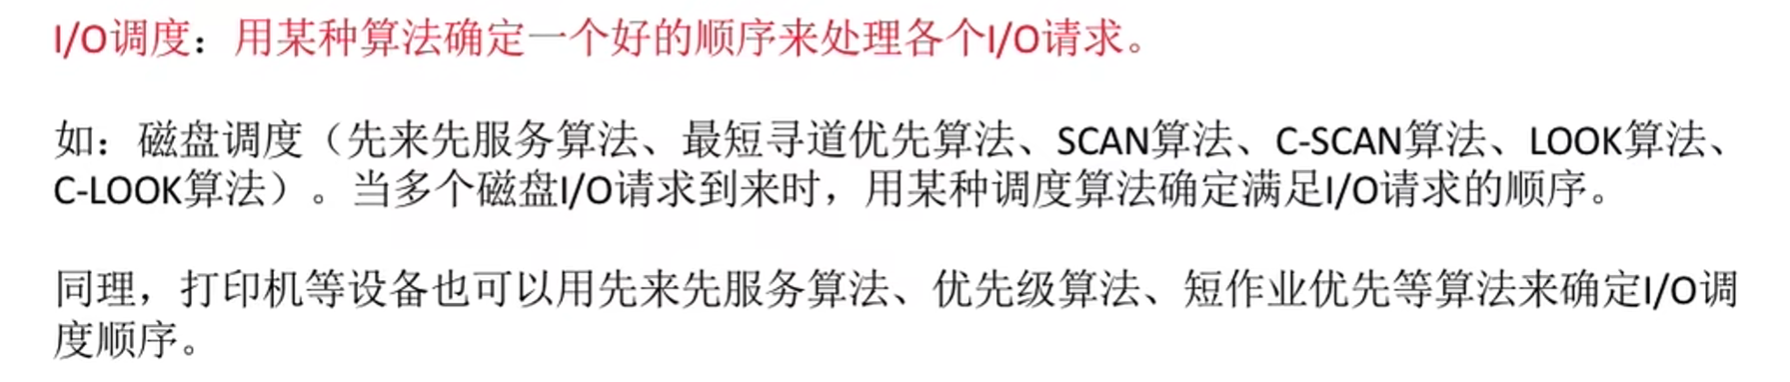 I/O调度：用某种算法确定一个好的顺序来处理各个I/O请求。
如：磁盘调度（先来先服务算法、最短寻道优先算法、SCAN算法、C-SCAN算法、LOOK算法、
C-LOOK算法）。当多个磁盘I/O请求到来时，用某种调度算法确定满足I/O请求的顺序。
同理，打印机等设备也可以用先来先服务算法、优先级算法、短作业优先等算法来确定I/O调
度顺序。